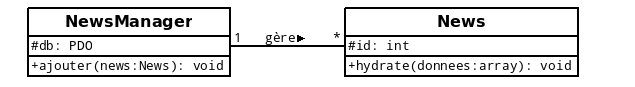 NewsManager
#db: PDO
+ajouter(news:News): void
1 gère► *
News
#id: int
+hydrate(donnees:array): void